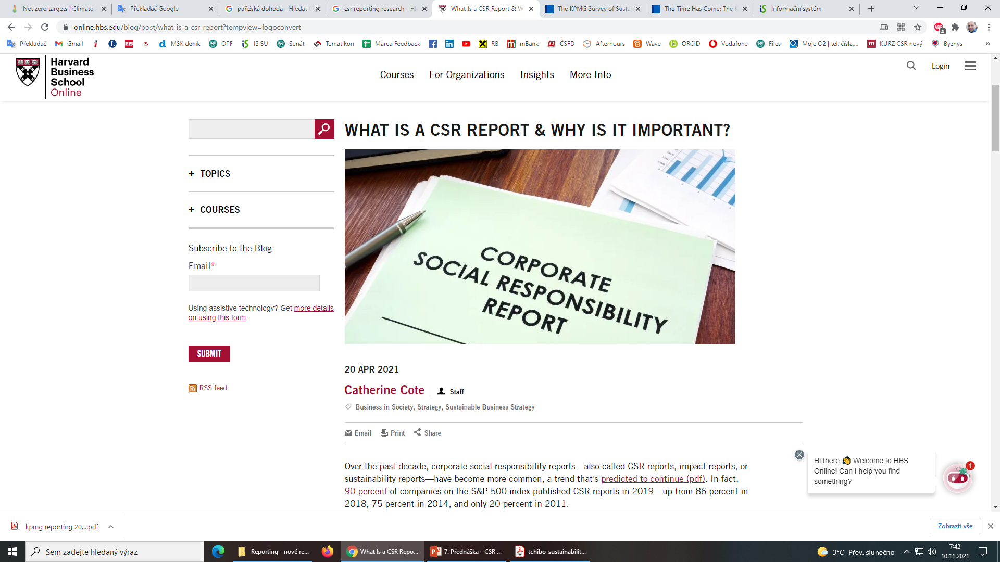 Net zero targets | Climate A
Překladač Google
pařížská dohoda - Hledat G
csr reporting research - Hl
What Is a CSR Report & W
The KPMG Survey of Susta
The Time Has Come: The K
Informační systém
online.hbs.edu/blog/post/what-is-a-csr-report?tempview=logoconvert
ABP
4
Překladač
Gmail
EIS
MSK deník
OPF
IS SU
Senát
Tematikon
Marea Feedback
RB
mBank
ČSFD
Afterhours
Wave
ORCID
Vodafone
Files
Moje O2 | tel. čísla,...
KURZ CSR nový
Byznys
»
Harvard
Business
School
Online
Courses
For Organizations
Insights
More Info
Login
WHAT IS A CSR REPORT & WHY IS IT IMPORTANT?
+ TOPICS
+ COURSES
Subscribe to the Blog
Email*
Using assistive technology? Get more details
on using this form.
SUBMIT
RSS feed
CORPORATE
SOCIAL RESPONSIBILITY
REPORT
20 APR 2021
Catherine Cote
Staff
Business in Society, Strategy, Sustainable Business Strategy
Email
Print
Share
Over the past decade, corporate social responsibility reports—also called CSR reports, impact reports, or
sustainability reports—have become more common, a trend that's predicted to continue (pdf). In fact,
90 percent of companies on the S&P 500 index published CSR reports in 2019—up from 86 percent in
2018, 75 percent in 2014, and only 20 percent in 2011.
Hi there 👋 Welcome to HBS
Online! Can I help you find
something?
1
kpmg reporting 20....pdf
Zobrazit vše
Sem zadejte hledaný výraz
Reporting - nové re...
What Is a CSR Repo...
7. Přednáška - CSR ...
tchibo-sustainabilit...
3°C Přev. slunečno
7:42
10.11.2021